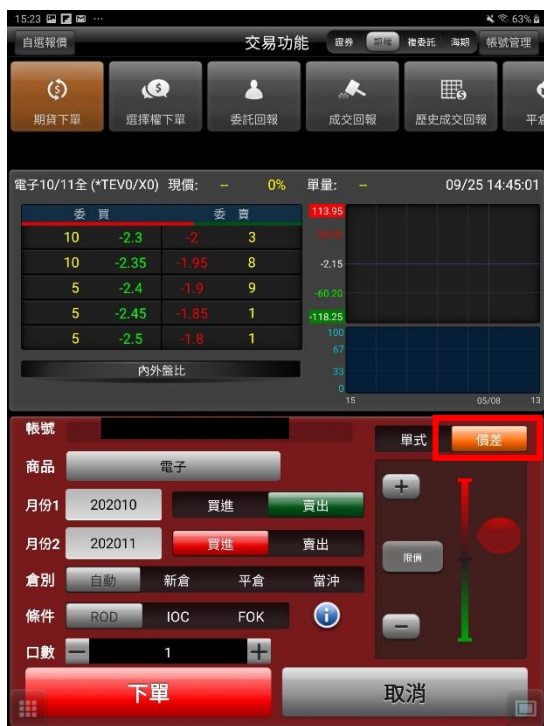 15:23 63%
自選報價 交易功能 證券 期權 複委託 海期 帳號管理
期貨下單 選擇權下單 委託回報 成交回報 歷史成交回報 平倉
電子10/11全 (*TEV0/X0) 現價: -- 0% 單量: -- 09/25 14:45:01
委 買 委 賣
10 -2.3 -2 3
10 -2.35 -1.95 8
5 -2.4 -1.9 9
5 -2.45 -1.85 1
5 -2.5 -1.8 1
內外盤比
113.95
-2.15
-60.20
-118.25
100
67
33
0
15 05/08 13
帳號
單式 價差
商品 電子
月份1 202010 買進 賣出
月份2 202011 買進 賣出
限價
倉別 自動 新倉 平倉 當沖
條件 ROD IOC FOK
口數 1
下單 取消